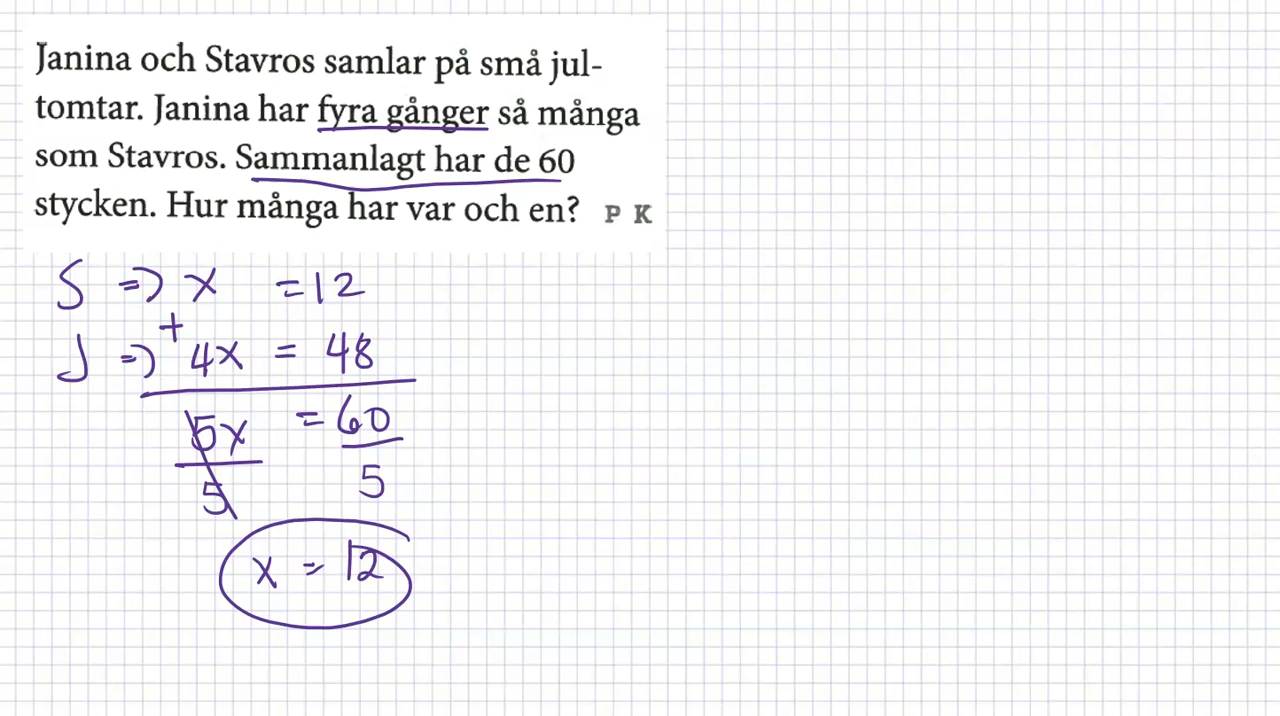 Janina och Stavros samlar på små jul-
tomtar. Janina har fyra gånger så många
som Stavros. Sammanlagt har de 60
stycken. Hur många har var och en? P K
S => x = 12
+
J => 4x = 48
5x = 60
5 5
x = 12